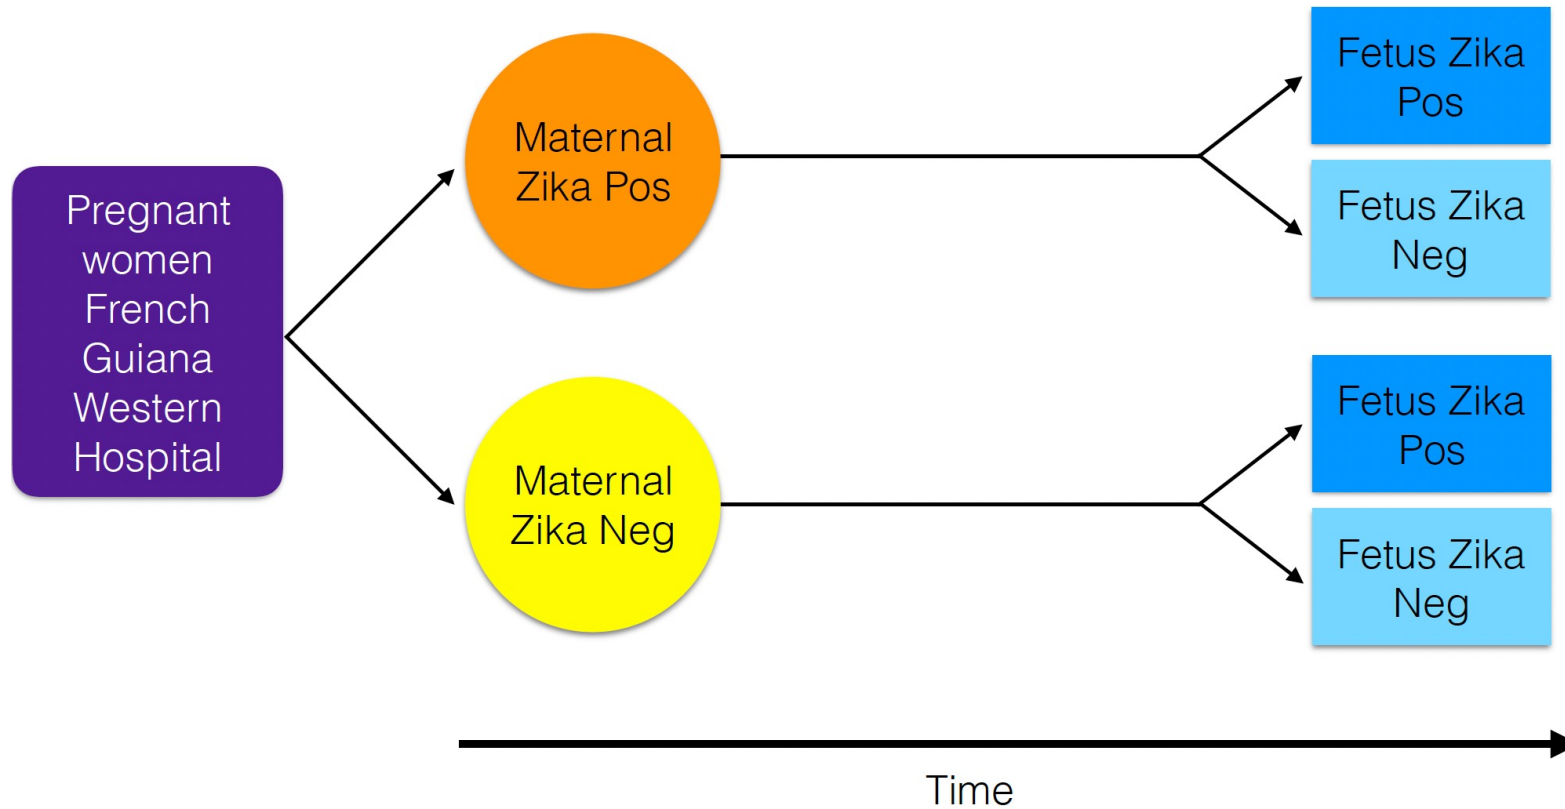 Pregnant
women
French
Guiana
Western
Hospital
Maternal
Zika Pos
Fetus Zika
Pos
Fetus Zika
Neg
Maternal
Zika Neg
Fetus Zika
Pos
Fetus Zika
Neg
Time